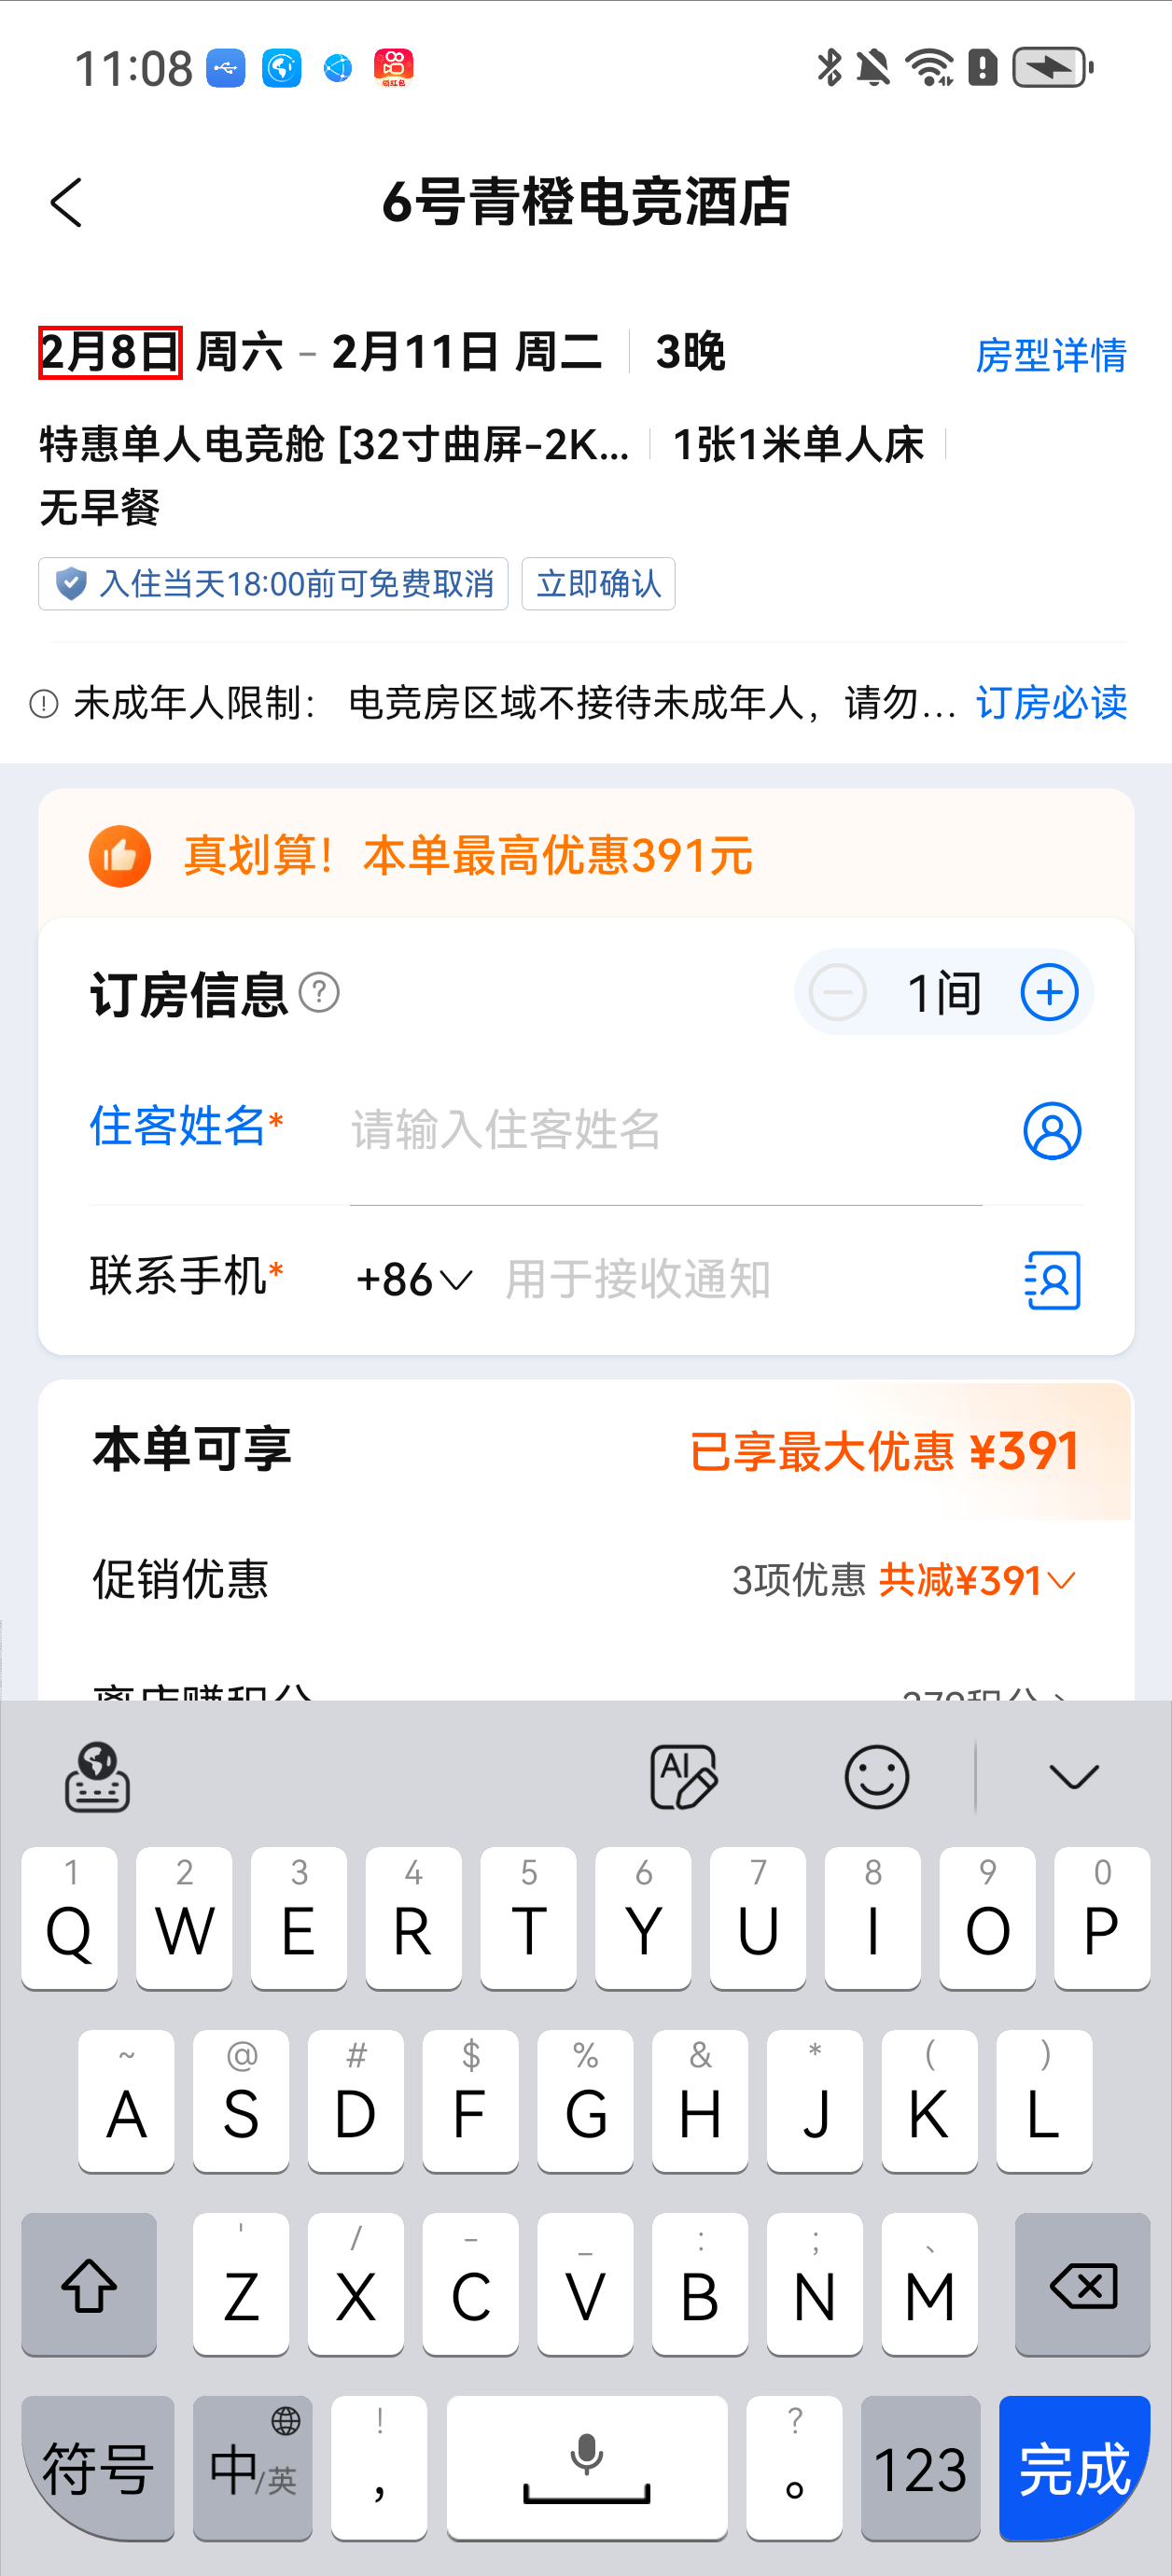 11:08
领红包
6号青橙电竞酒店
2月8日 周六 - 2月11日 周二 3晚 房型详情
特惠单人电竞舱 [32寸曲屏-2K... 1张1米单人床
无早餐
入住当天18:00前可免费取消 立即确认
未成年人限制： 电竞房区域不接待未成年人，请勿... 订房必读
真划算！本单最高优惠391元
订房信息 ? 1间
住客姓名* 请输入住客姓名
联系手机* +86 用于接收通知
本单可享 已享最大优惠 ¥391
促销优惠 3项优惠 共减¥391
AI
1 2 3 4 5 6 7 8 9 0
Q W E R T Y U I O P
~ @ # $ % & * ( )
A S D F G H J K L
' / - _ : ; 、
Z X C V B N M
符号 中/英 ! ， ? 。 123 完成